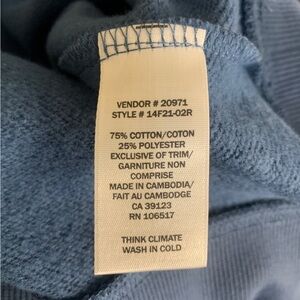 VENDOR # 20971
STYLE # 14F21-02R
75% COTTON/COTON
25% POLYESTER
EXCLUSIVE OF TRIM/
GARNITURE NON
COMPRISE
MADE IN CAMBODIA/
FAIT AU CAMBODGE
CA 39123
RN 106517
THINK CLIMATE
WASH IN COLD